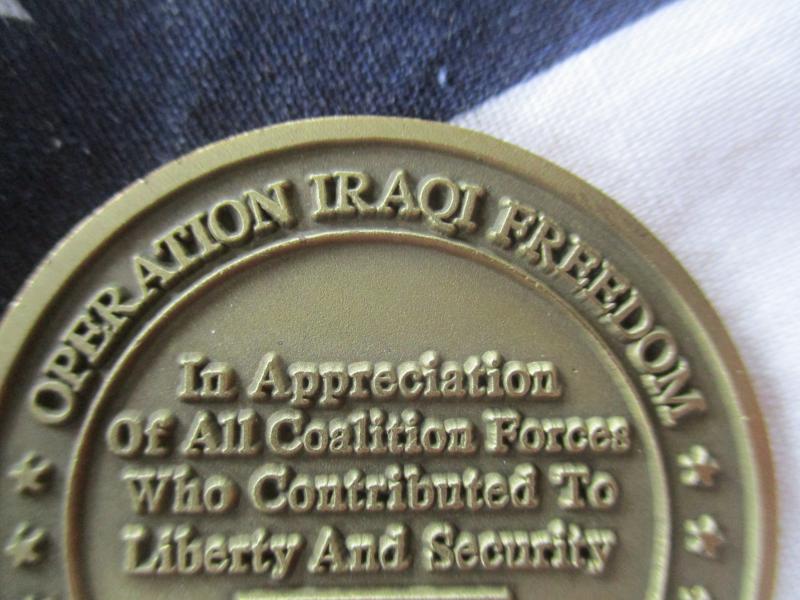 OPERATION IRAQI FREEDOM
In Appreciation
Of All Coalition Forces
Who Contributed To
Liberty And Security